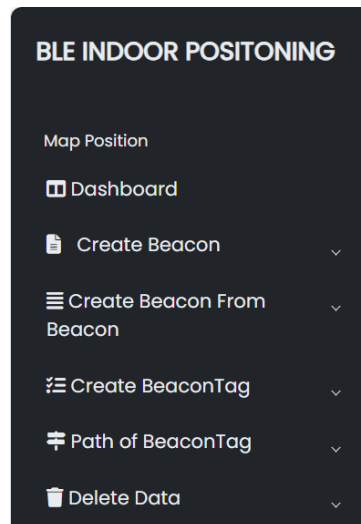 BLE INDOOR POSITONING
Map Position
Dashboard
Create Beacon
Create Beacon From
Beacon
Create BeaconTag
Path of BeaconTag
Delete Data